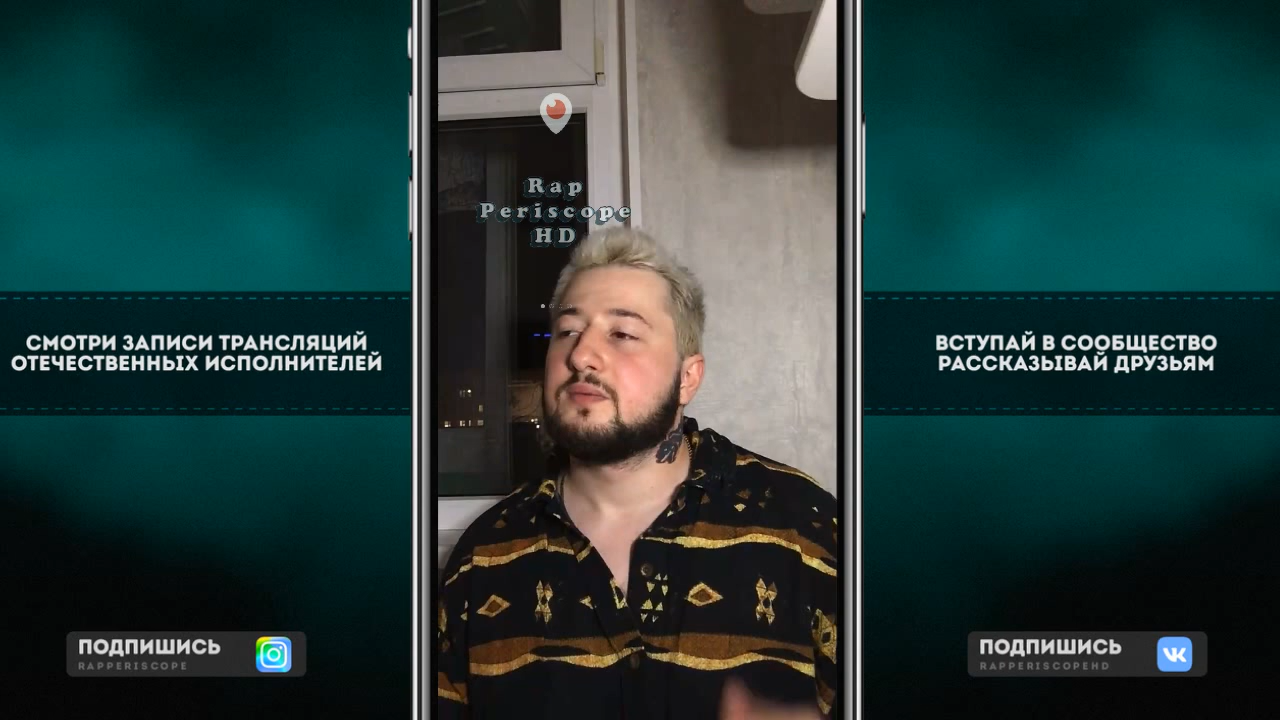 Rap
Periscope
HD
СМОТРИ ЗАПИСИ ТРАНСЛЯЦИЙ
ОТЕЧЕСТВЕННЫХ ИСПОЛНИТЕЛЕЙ
ВСТУПАЙ В СООБЩЕСТВО
РАССКАЗЫВАЙ ДРУЗЬЯМ
ПОДПИШИСЬ
RAPPERISCOPE
ПОДПИШИСЬ
RAPPERISCOPEHD